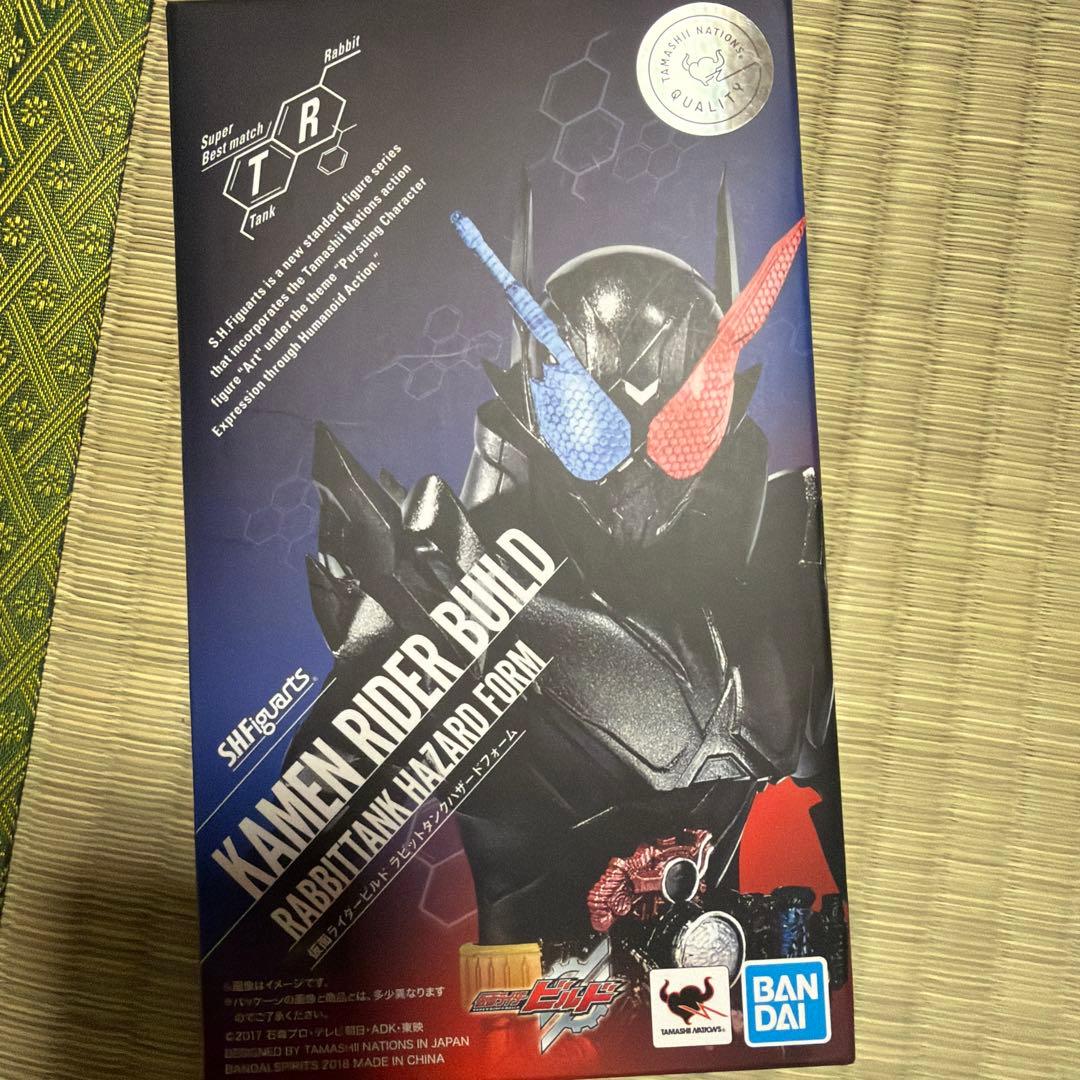 Rabbit
Super
Best match
R
T
Tank
TAMASHII NATIONS
QUALITY
S.H.Figuarts is a new standard figure series
that incorporates the Tamashii Nations action
figure "Art" under the theme "Pursuing Character
Expression through Humanoid Action."
S.H.Figuarts
KAMEN RIDER BUILD
RABBITTANK HAZARD FORM
仮面ライダービルド ラビットタンクハザードフォーム
※画像はイメージです。
※パッケージの画像と商品とは、多少異なります
のでご了承ください。
©2017 石森プロ・テレビ朝日・ADK・東映
DESIGNED BY TAMASHII NATIONS IN JAPAN
BANDAI SPIRITS 2018 MADE IN CHINA
仮面ライダー
ビルド
TAMASHII NATIONS
BAN
DAI